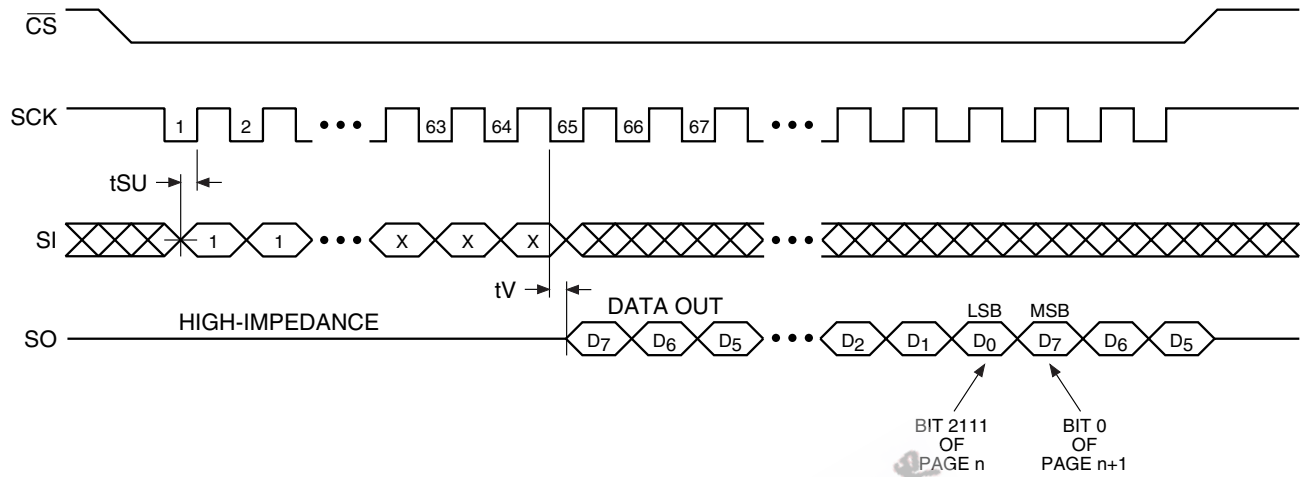 CS
SCK
1 2 ••• 63 64 65 66 67 •••
tSU
SI
1 1 ••• X X X •••
tV
DATA OUT
HIGH-IMPEDANCE
LSB MSB
SO
D7 D6 D5 ••• D2 D1 D0 D7 D6 D5
BIT 2111
OF
PAGE n
BIT 0
OF
PAGE n+1